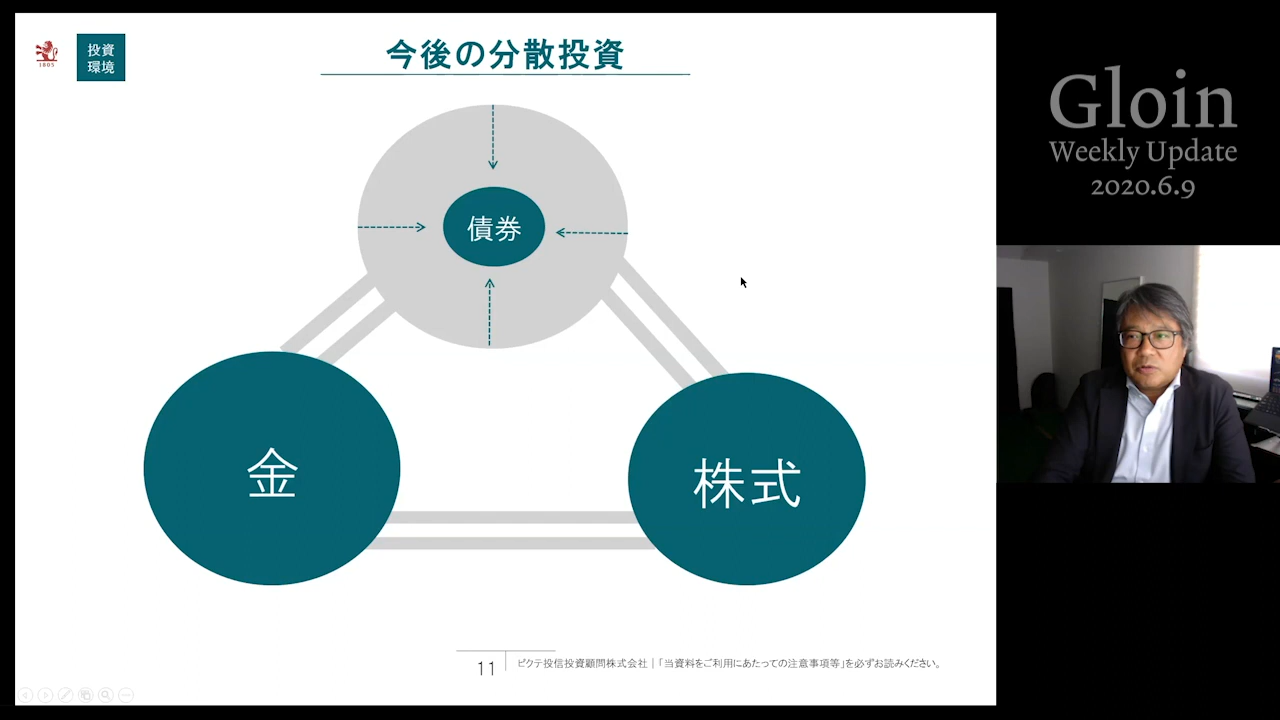 1805
投資
環境
今後の分散投資
債券
金
株式
11
ピクテ投信投資顧問株式会社|「当資料をご利用にあたっての注意事項等」を必ずお読みください。
Gloin
Weekly Update
2020.6.9